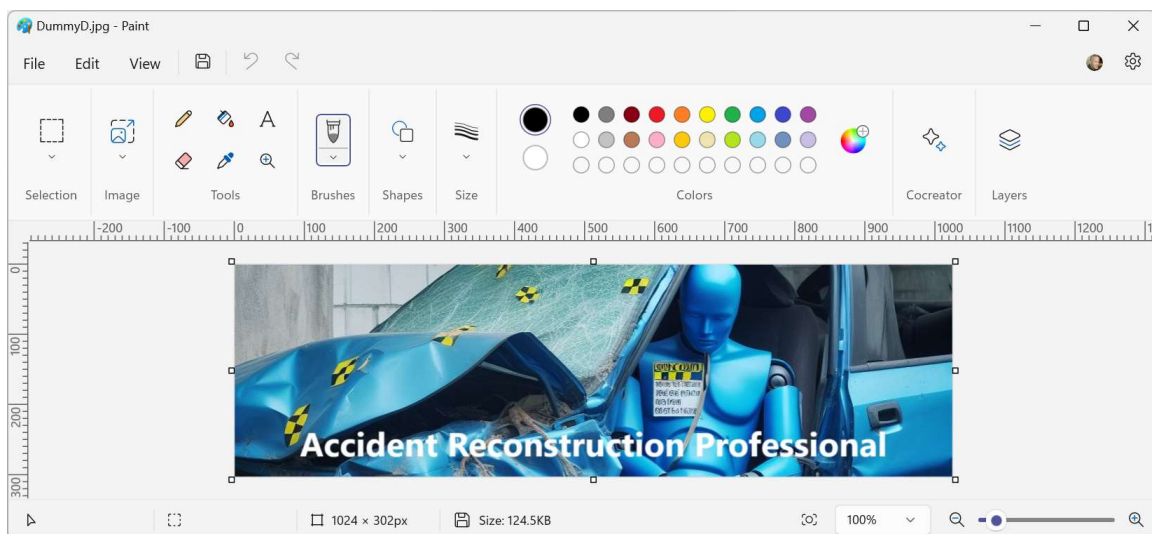 DummyD.jpg - Paint
File Edit View
A
Selection Image Tools Brushes Shapes Size Colors Cocreator Layers
-200 -100 0 100 200 300 400 500 600 700 800 900 1000 1100 1200 1
0
100
200
300
Accident Reconstruction Professional
1024 × 302px Size: 124.5KB 100%